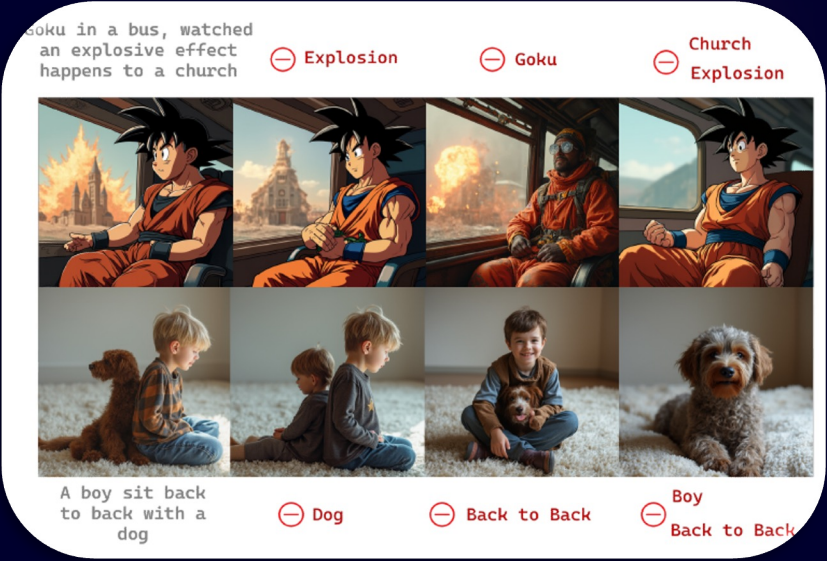 Goku in a bus, watched
an explosive effect
happens to a church
Explosion
Goku
Church
Explosion
A boy sit back
to back with a
dog
Dog
Back to Back
Boy
Back to Back